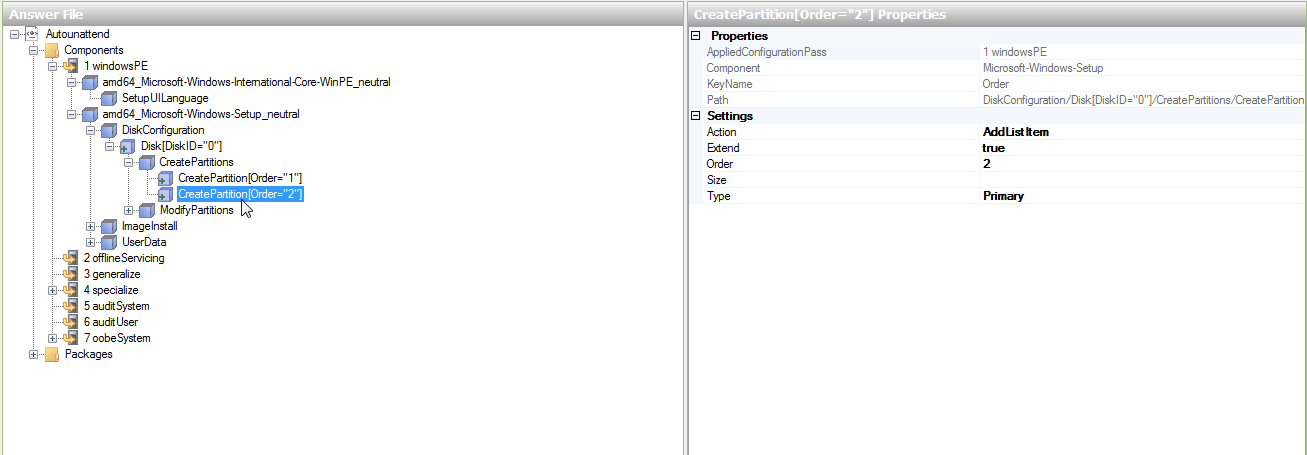 Answer File
Autounattend
Components
1 windowsPE
amd64_Microsoft-Windows-International-Core-WinPE_neutral
SetupUILanguage
amd64_Microsoft-Windows-Setup_neutral
DiskConfiguration
Disk[DiskID="0"]
CreatePartitions
CreatePartition[Order="1"]
CreatePartition[Order="2"]
ModifyPartitions
ImageInstall
UserData
2 offlineServicing
3 generalize
4 specialize
5 auditSystem
6 auditUser
7 oobeSystem
Packages
CreatePartition[Order="2"] Properties
Properties
AppliedConfigurationPass 1 windowsPE
Component Microsoft-Windows-Setup
KeyName Order
Path DiskConfiguration/Disk[DiskID="0"]/CreatePartitions/CreatePartition
Settings
Action AddListItem
Extend true
Order 2
Size
Type Primary